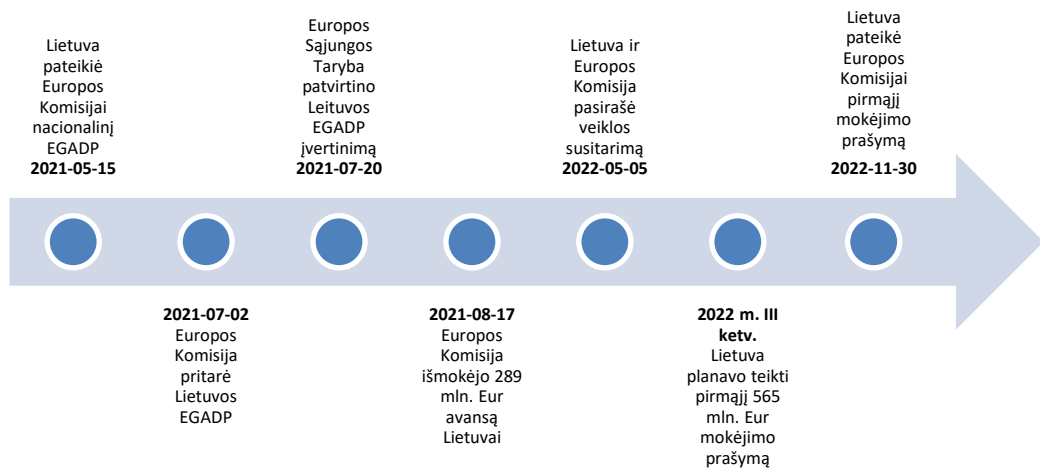 Lietuva
pateikiė
Europos
Komisijai
nacionalinį
EGADP
2021-05-15
2021-07-02
Europos
Komisija
pritarė
Lietuvos
EGADP
Europos
Sąjungos
Taryba
patvirtino
Leituvos
EGADP
įvertinimą
2021-07-20
2021-08-17
Europos
Komisija
išmokėjo 289
mln. Eur
avansą
Lietuvai
Lietuva ir
Europos
Komisija
pasirašė
veiklos
susitarimą
2022-05-05
2022 m. III
ketv.
Lietuva
planavo teikti
pirmąjį 565
mln. Eur
mokėjimo
prašymą
Lietuva
pateikė
Europos
Komisijai
pirmąjį
mokėjimo
prašymą
2022-11-30